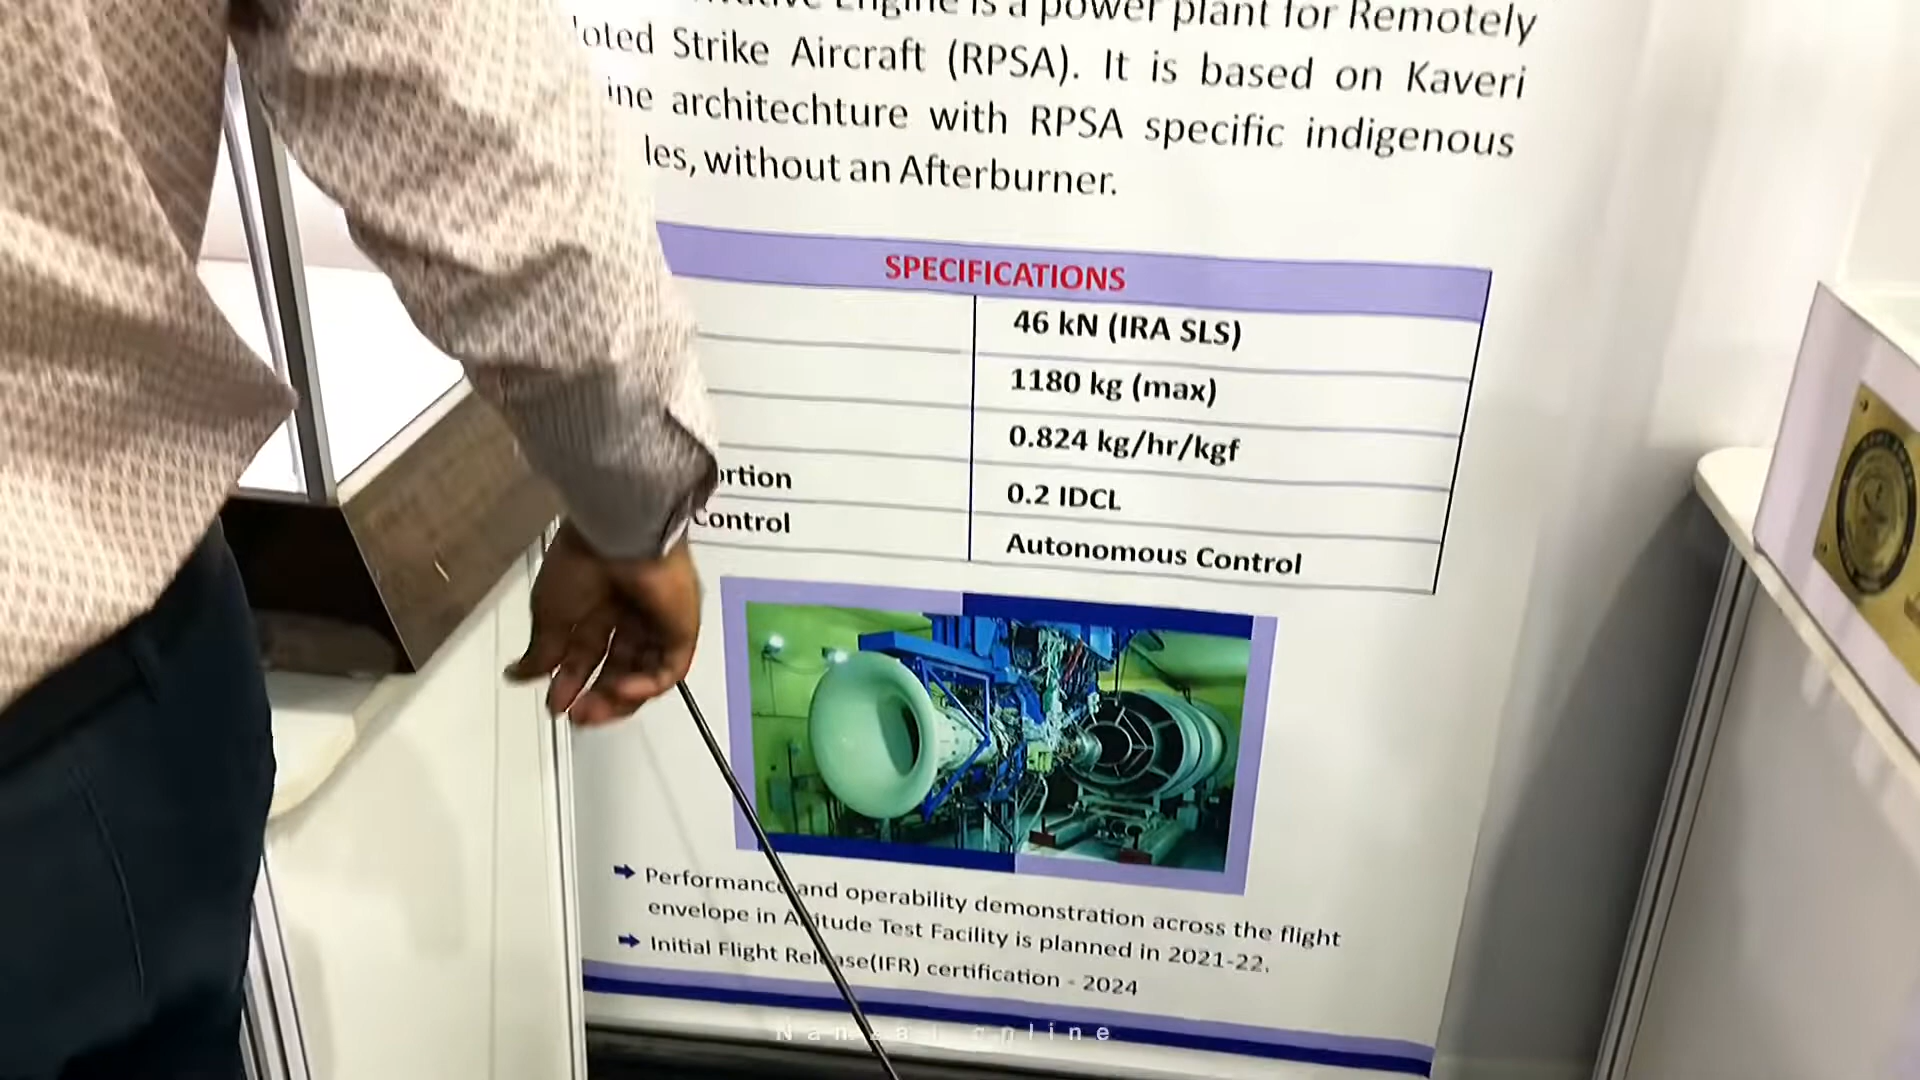 Engine is a power plant for Remotely
Strike Aircraft (RPSA). It is based on Kaveri
architechture with RPSA specific indigenous
les, without an Afterburner.
SPECIFICATIONS
46 kN (IRA SLS)
1180 kg (max)
0.824 kg/hr/kgf
rtion 0.2 IDCL
Control Autonomous Control
Performance and operability demonstration across the flight
envelope in Altitude Test Facility is planned in 2021-22.
Initial Flight Release(IFR) certification - 2024